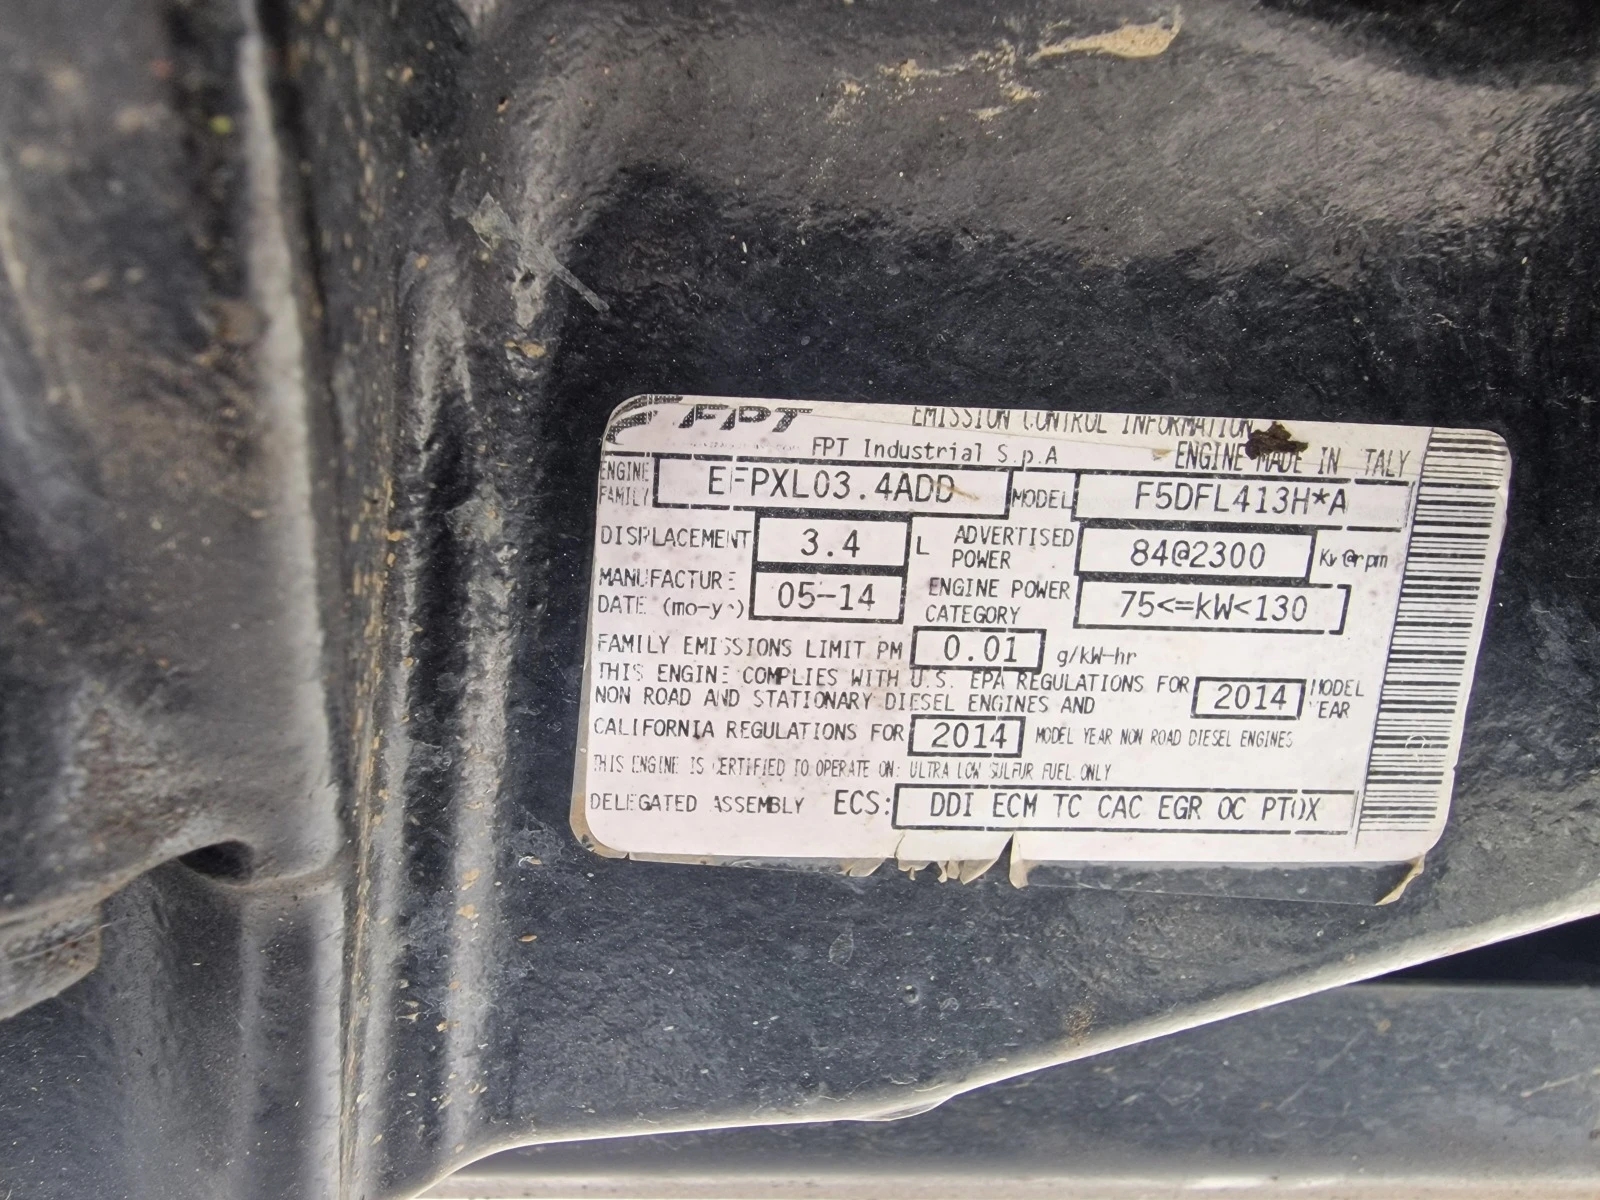 FPT EMISSION CONTROL INFORMATION
FPT Industrial S.p.A ENGINE MADE IN ITALY
ENGINE FAMILY EFPXL03.4ADD MODEL F5DFL413H*A
DISPLACEMENT 3.4 L ADVERTISED POWER 84@2300 Kw@rpm
MANUFACTURE DATE (mo-yr) 05-14 ENGINE POWER CATEGORY 75<=kW<130
FAMILY EMISSIONS LIMIT PM 0.01 g/kW-hr
THIS ENGINE COMPLIES WITH U.S. EPA REGULATIONS FOR 2014 MODEL YEAR
NON ROAD AND STATIONARY DIESEL ENGINES AND
CALIFORNIA REGULATIONS FOR 2014 MODEL YEAR NON ROAD DIESEL ENGINES
THIS ENGINE IS CERTIFIED TO OPERATE ON: ULTRA LOW SULFUR FUEL ONLY
DELEGATED ASSEMBLY ECS: DDI ECM TC CAC EGR OC PTOX